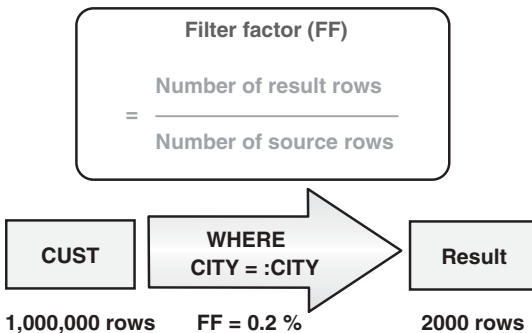 Filter factor (FF)
Number of result rows
=
Number of source rows
CUST
WHERE
CITY = :CITY
Result
1,000,000 rows
FF = 0.2 %
2000 rows